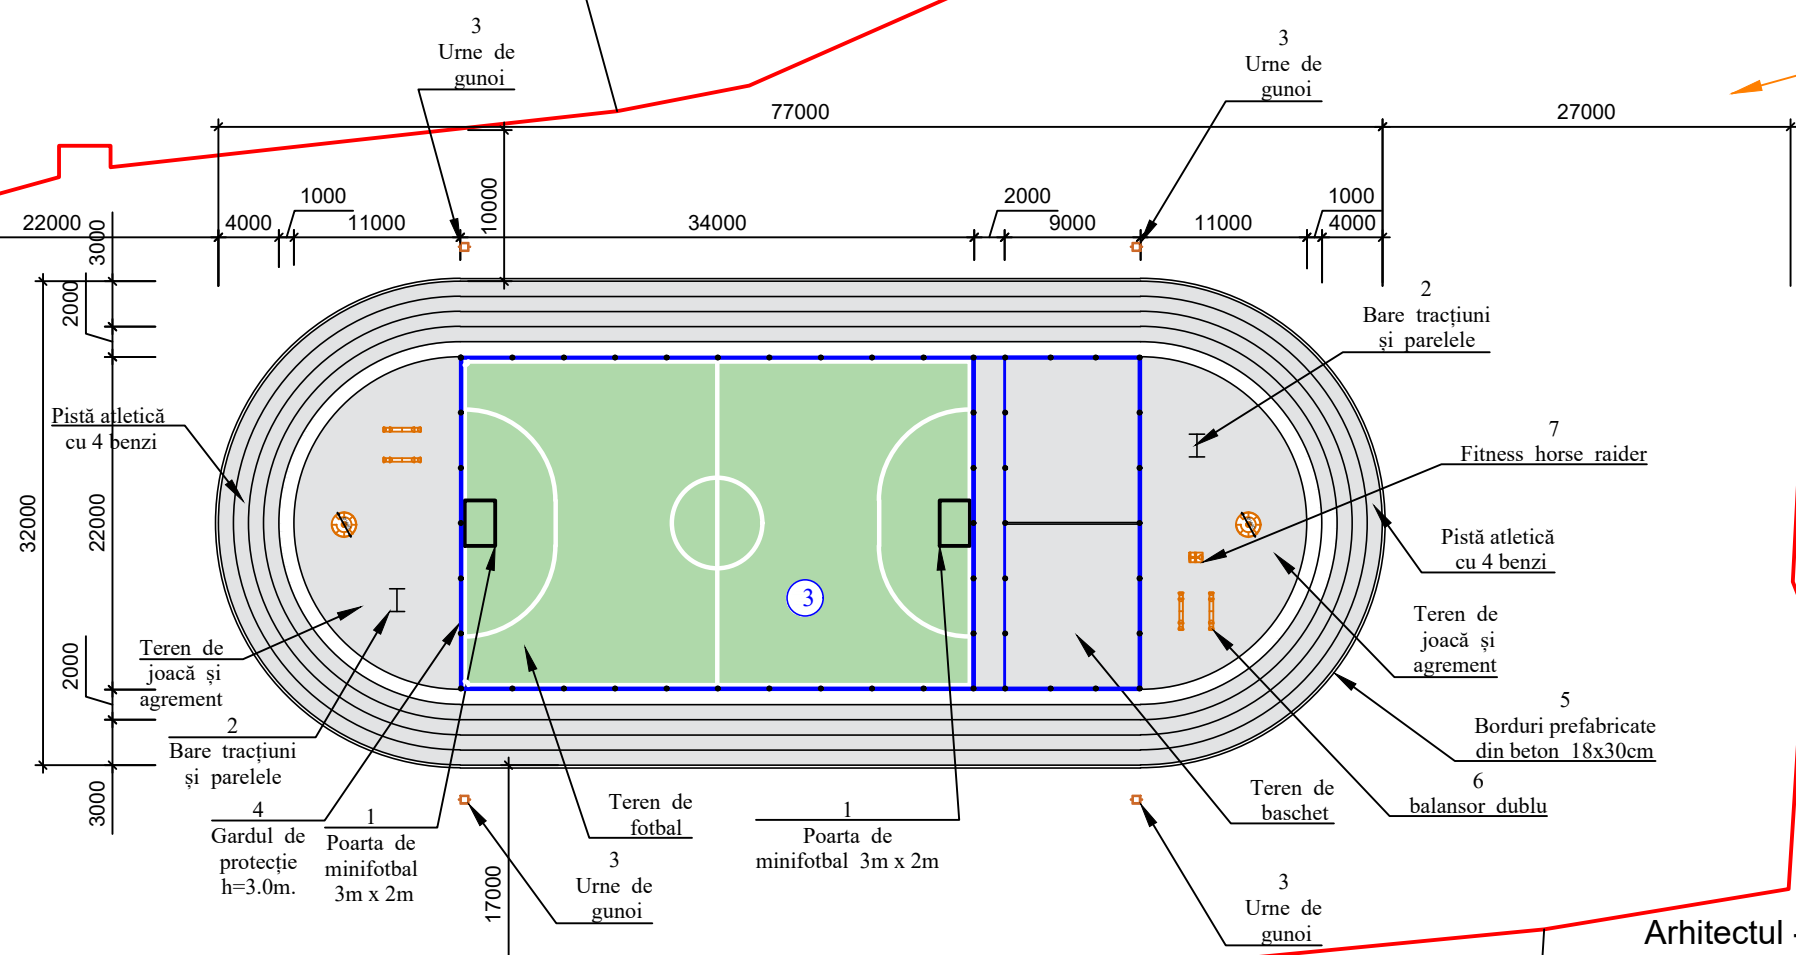 3
Urne de
gunoi
3
Urne de
gunoi
77000
27000
1000
10000
2000
1000
22000
4000
11000
34000
9000
11000
4000
3000
2000
2
Bare tracțiuni
și parelele
Pistă atletică
cu 4 benzi
7
Fitness horse raider
32000
22000
Pistă atletică
cu 4 benzi
3
Teren de
joacă și
agrement
Teren de
joacă și
agrement
2000
2
Bare tracțiuni
și parelele
5
Borduri prefabricate
din beton 18x30cm
3000
4
Gardul de
protecție
h=3.0m.
1
Poarta de
minifotbal
3m x 2m
Teren de
fotbal
1
Poarta de
minifotbal 3m x 2m
Teren de
baschet
6
balansor dublu
17000
3
Urne de
gunoi
3
Urne de
gunoi
Arhitectul -